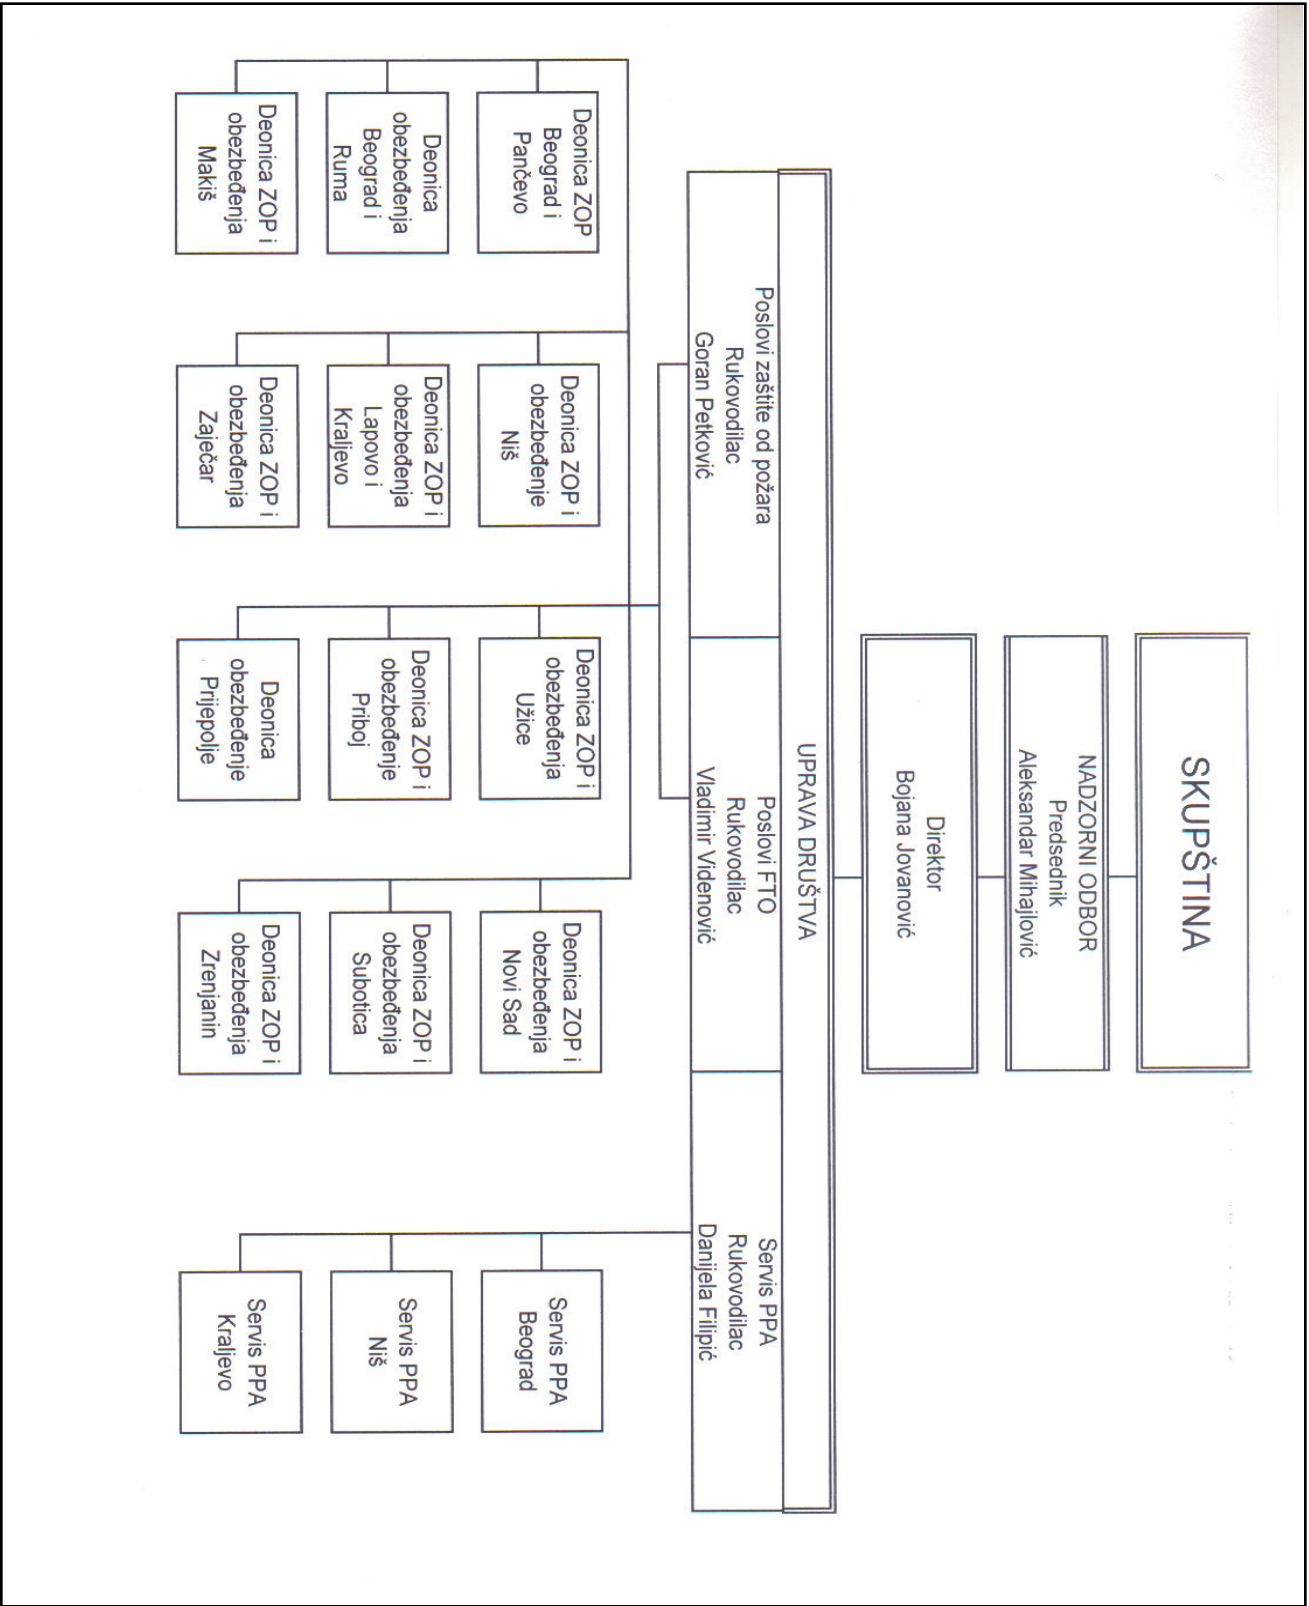 SKUPŠTINA
NADZORNI ODBOR
Predsednik
Aleksandar Mihajlović
Direktor
Bojana Jovanović
UPRAVA DRUŠTVA
Poslovi zaštite od požara
Rukovodilac
Goran Petković
Poslovi FTO
Rukovodilac
Vladimir Videnović
Servis PPA
Rukovodilac
Danijela Filipić
Deonica ZOP
Beograd i
Pančevo
Deonica
obezbeđenja
Beograd i
Ruma
Deonica ZOP i
obezbeđenja
Makiš
Deonica ZOP i
obezbeđenje
Niš
Deonica ZOP i
obezbeđenja
Lapovo i
Kraljevo
Deonica ZOP i
obezbeđenja
Zaječar
Deonica ZOP i
obezbeđenja
Užice
Deonica ZOP i
obezbeđenje
Priboj
Deonica
obezbeđenje
Prijepolje
Deonica ZOP i
obezbeđenja
Novi Sad
Deonica ZOP i
obezbeđenja
Subotica
Deonica ZOP i
obezbeđenja
Zrenjanin
Servis PPA
Beograd
Servis PPA
Niš
Servis PPA
Kraljevo